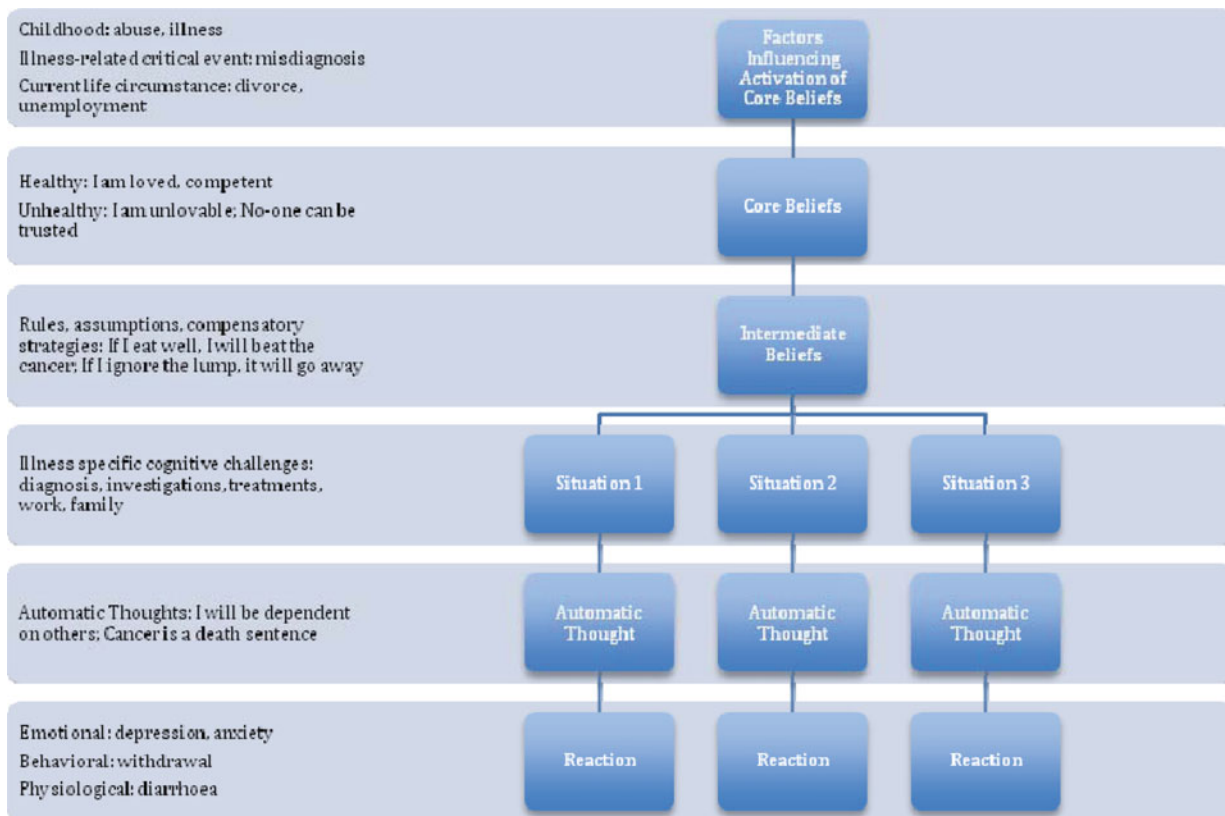 Childhood: abuse, illness
Illness-related critical event: misdiagnosis
Current life circumstance: divorce,
unemployment
Factors
Influencing
Activation of
Core Beliefs
Healthy: I am loved, competent
Unhealthy: I am unlovable; No-one can be
trusted
Core Beliefs
Rules, assumptions, compensatory
strategies: If I eat well, I will beat the
cancer; If I ignore the lump, it will go away
Intermediate
Beliefs
Illness specific cognitive challenges:
diagnosis, investigations, treatments,
work, family
Situation 1
Situation 2
Situation 3
Automatic Thoughts: I will be dependent
on others; Cancer is a death sentence
Automatic
Thought
Automatic
Thought
Automatic
Thought
Emotional: depression, anxiety
Behavioral: withdrawal
Physiological: diarrhoea
Reaction
Reaction
Reaction